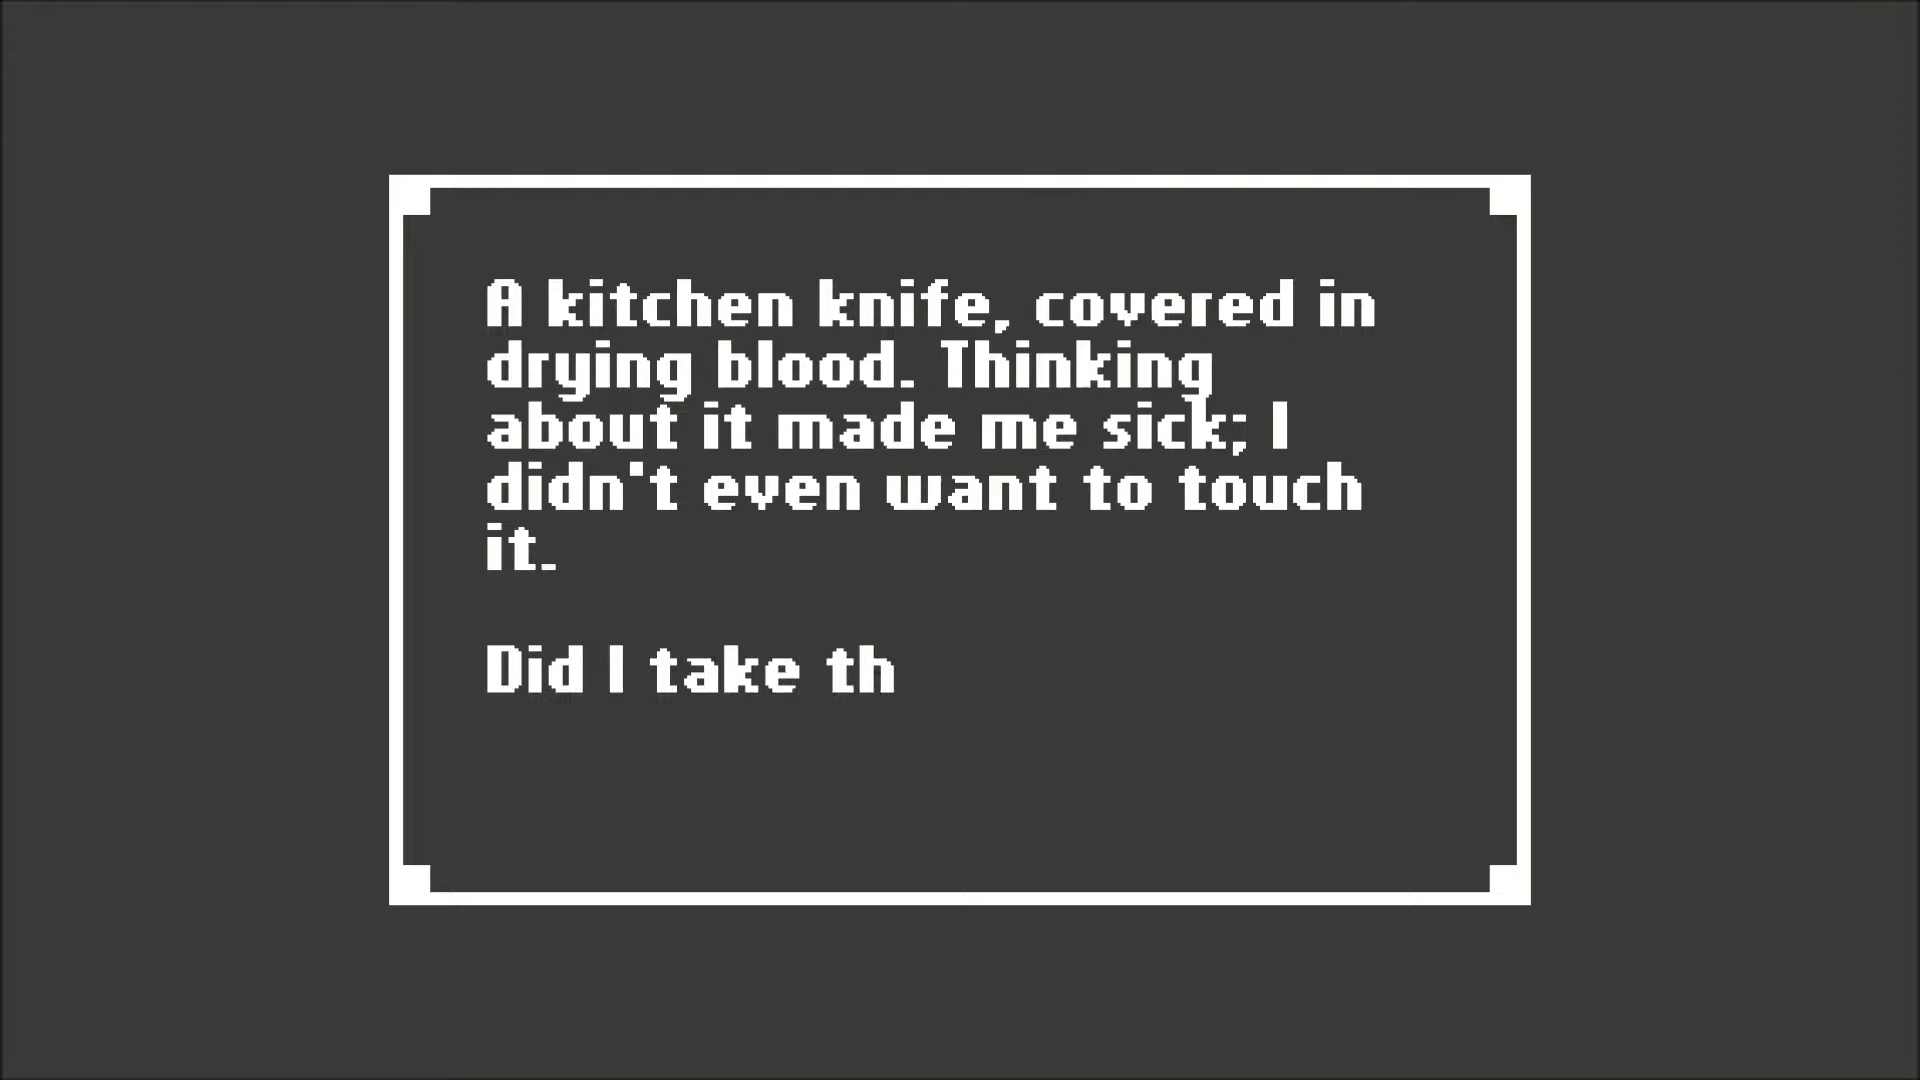 A kitchen knife, covered in
drying blood. Thinking
about it made me sick; I
didn't even want to touch
it.
Did I take th